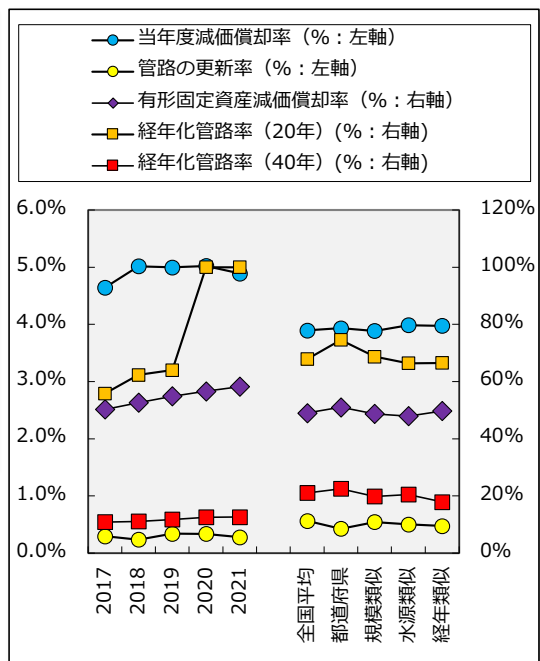 当年度減価償却率（%：左軸）
管路の更新率（%：左軸）
有形固定資産減価償却率（%：右軸）
経年化管路率（20年）(%：右軸)
経年化管路率（40年）(%：右軸)
6.0%
5.0%
4.0%
3.0%
2.0%
1.0%
0.0%
120%
100%
80%
60%
40%
20%
0%
2017
2018
2019
2020
2021
全国平均
都道府県
規模類似
水源類似
経年類似